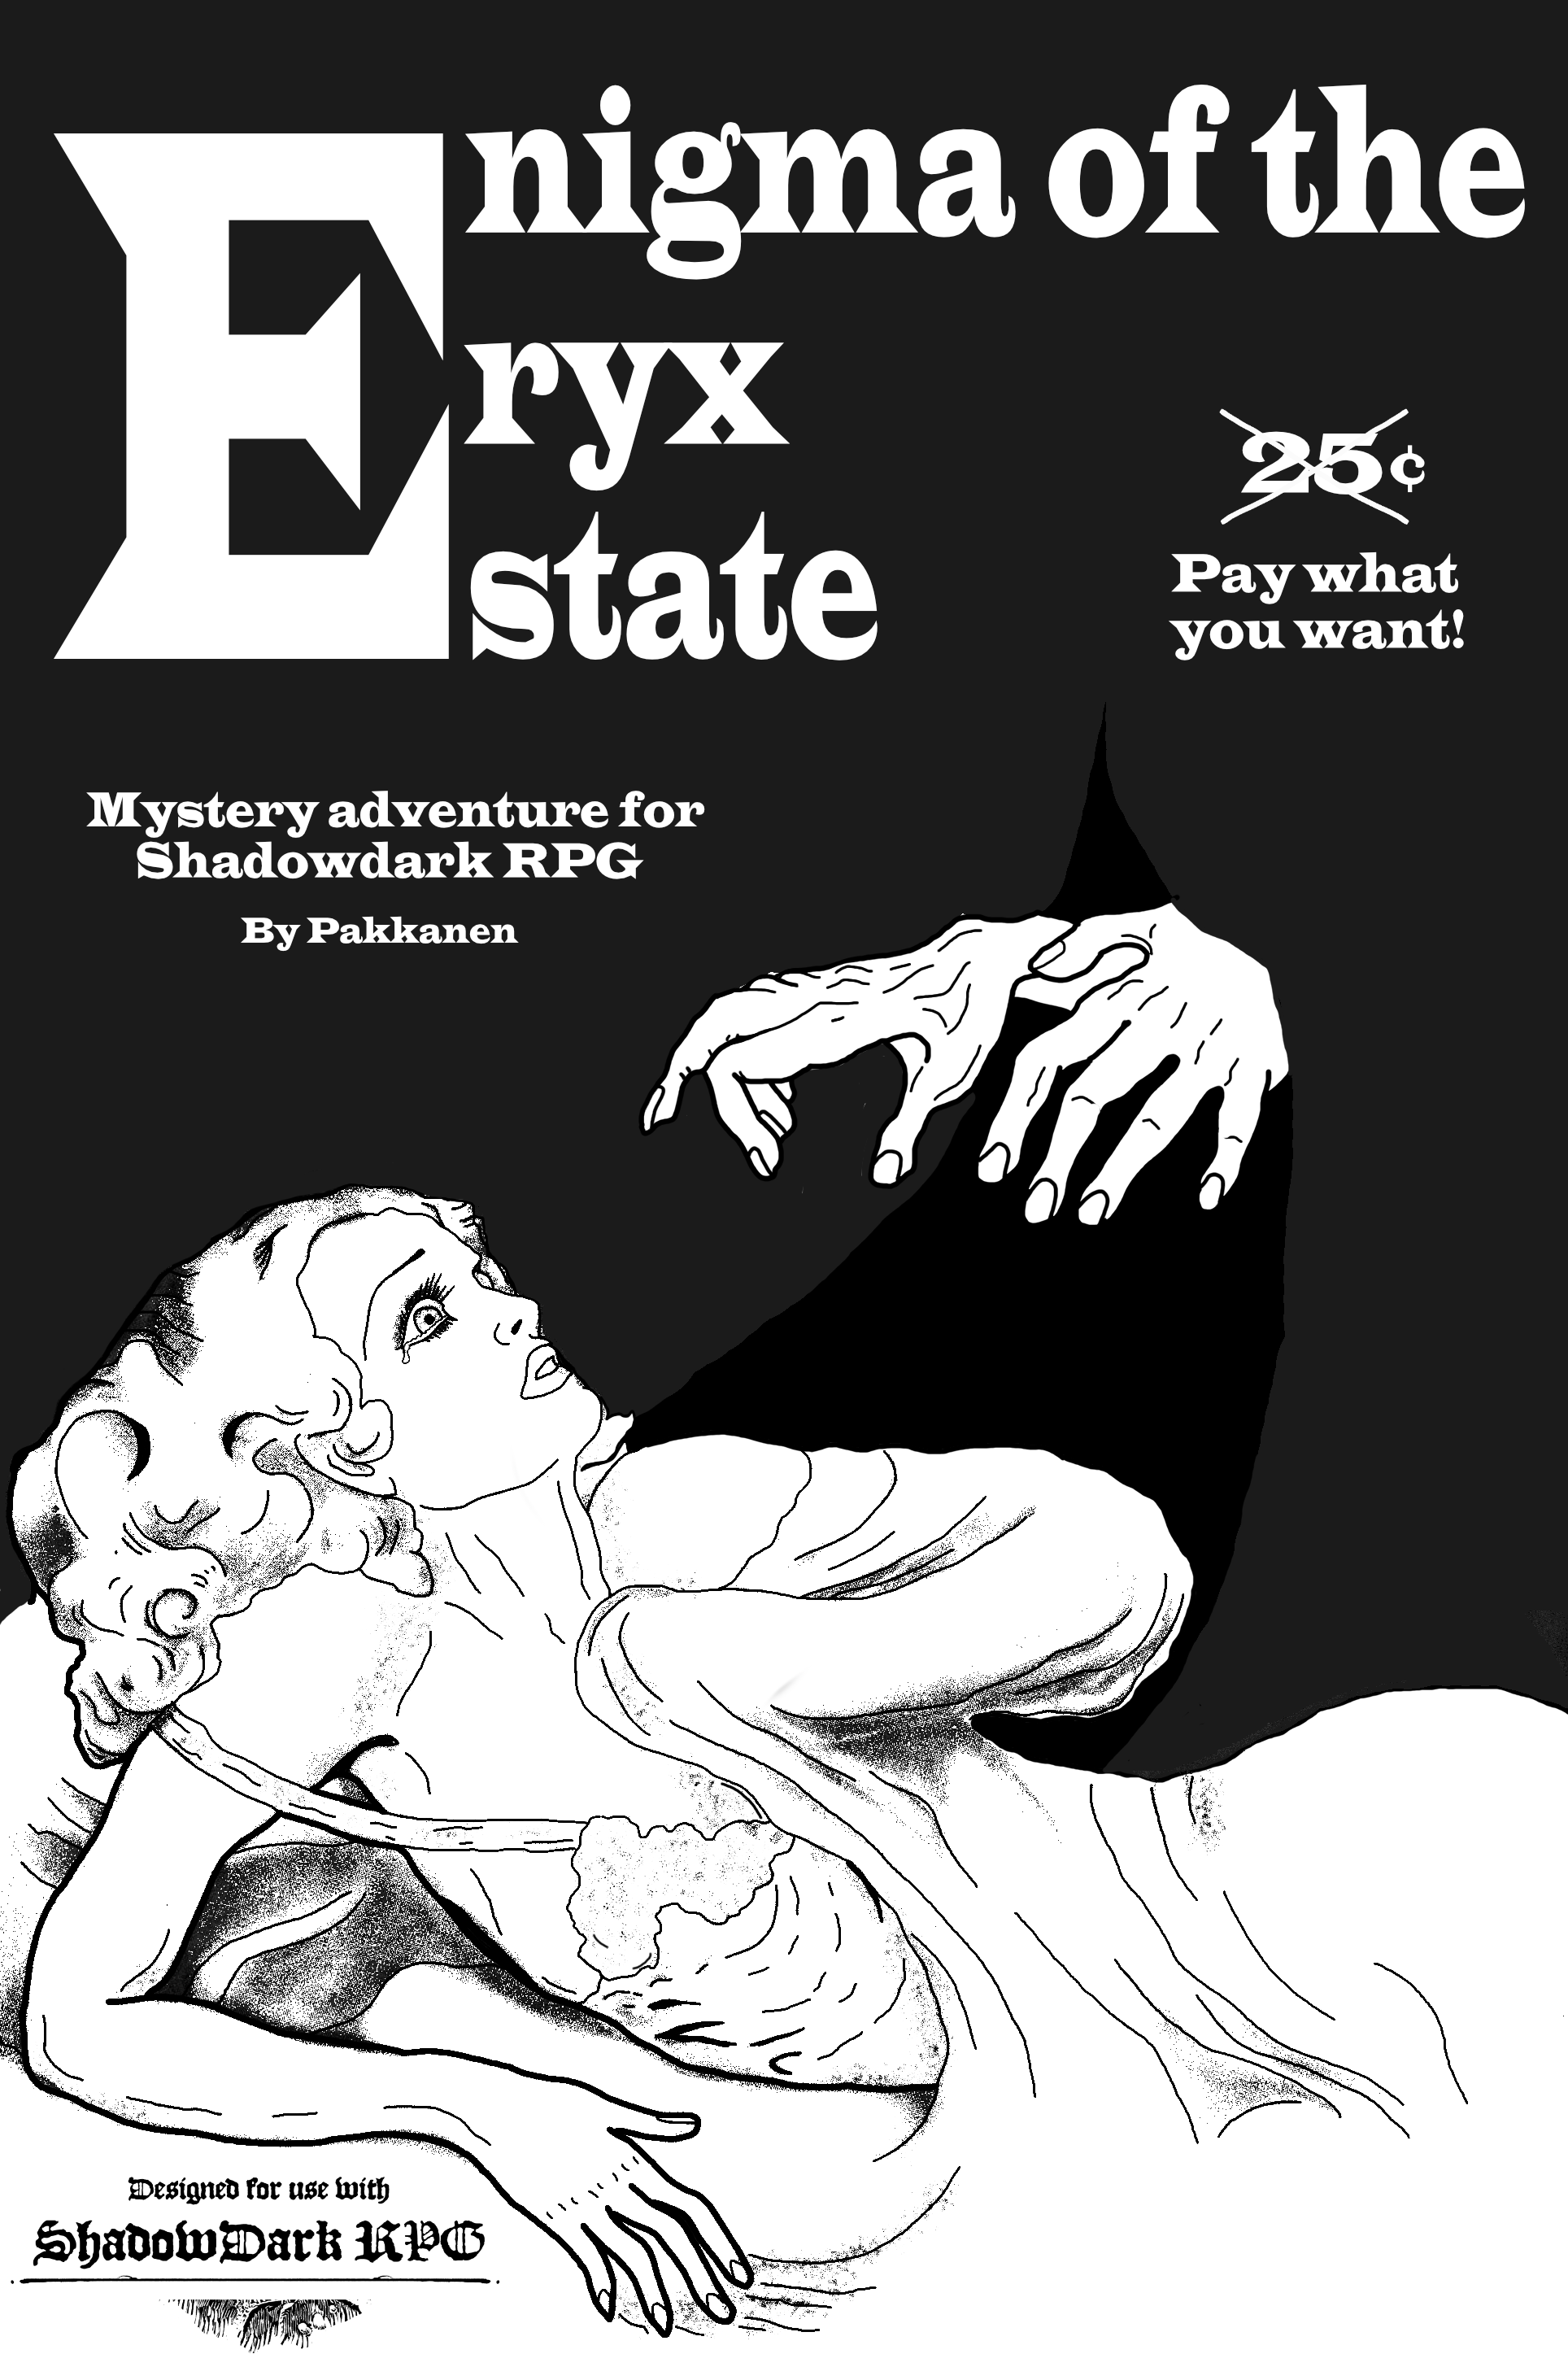 Enigma of the
Eryx
Estate
25¢
Pay what
you want!
Mystery adventure for
Shadowdark RPG
By Pakkanen
Designed for use with
ShadowDark RPG